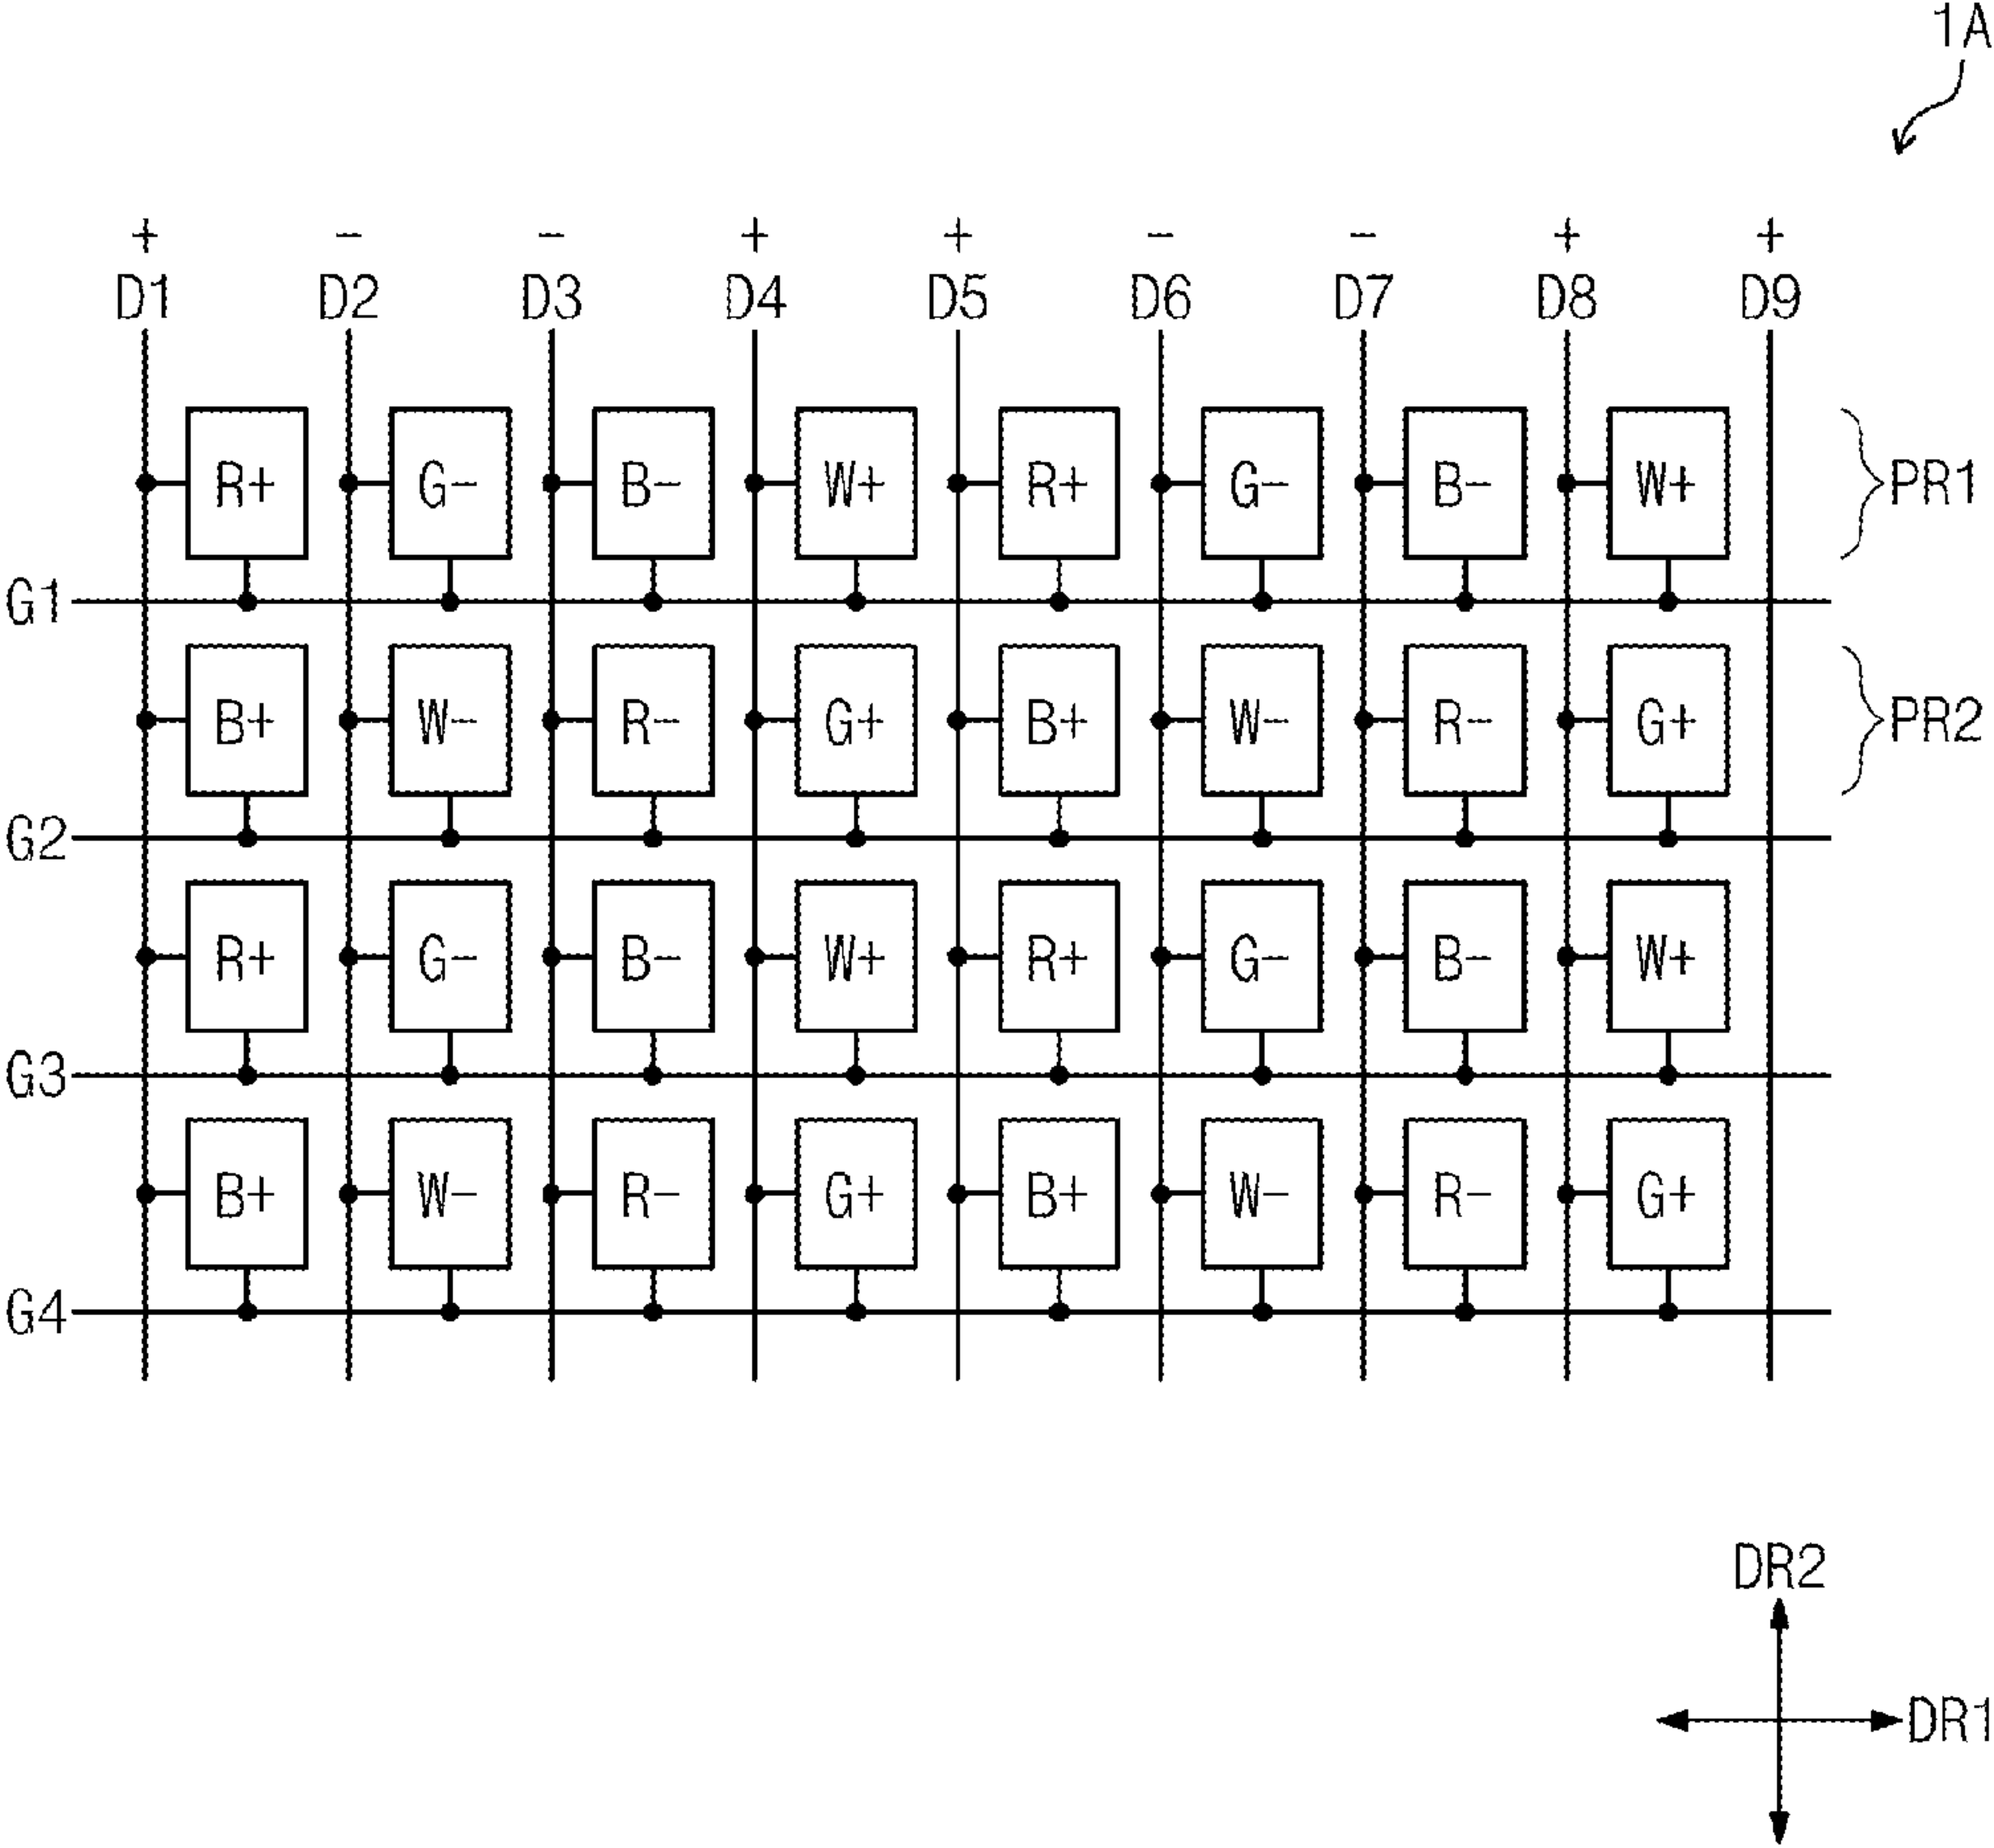 1A
+ - - + + - - + +
D1 D2 D3 D4 D5 D6 D7 D8 D9
R+ G- B- W+ R+ G- B- W+ PR1
G1
B+ W- R- G+ B+ W- R- G+ PR2
G2
R+ G- B- W+ R+ G- B- W+
G3
B+ W- R- G+ B+ W- R- G+
G4
DR2
DR1